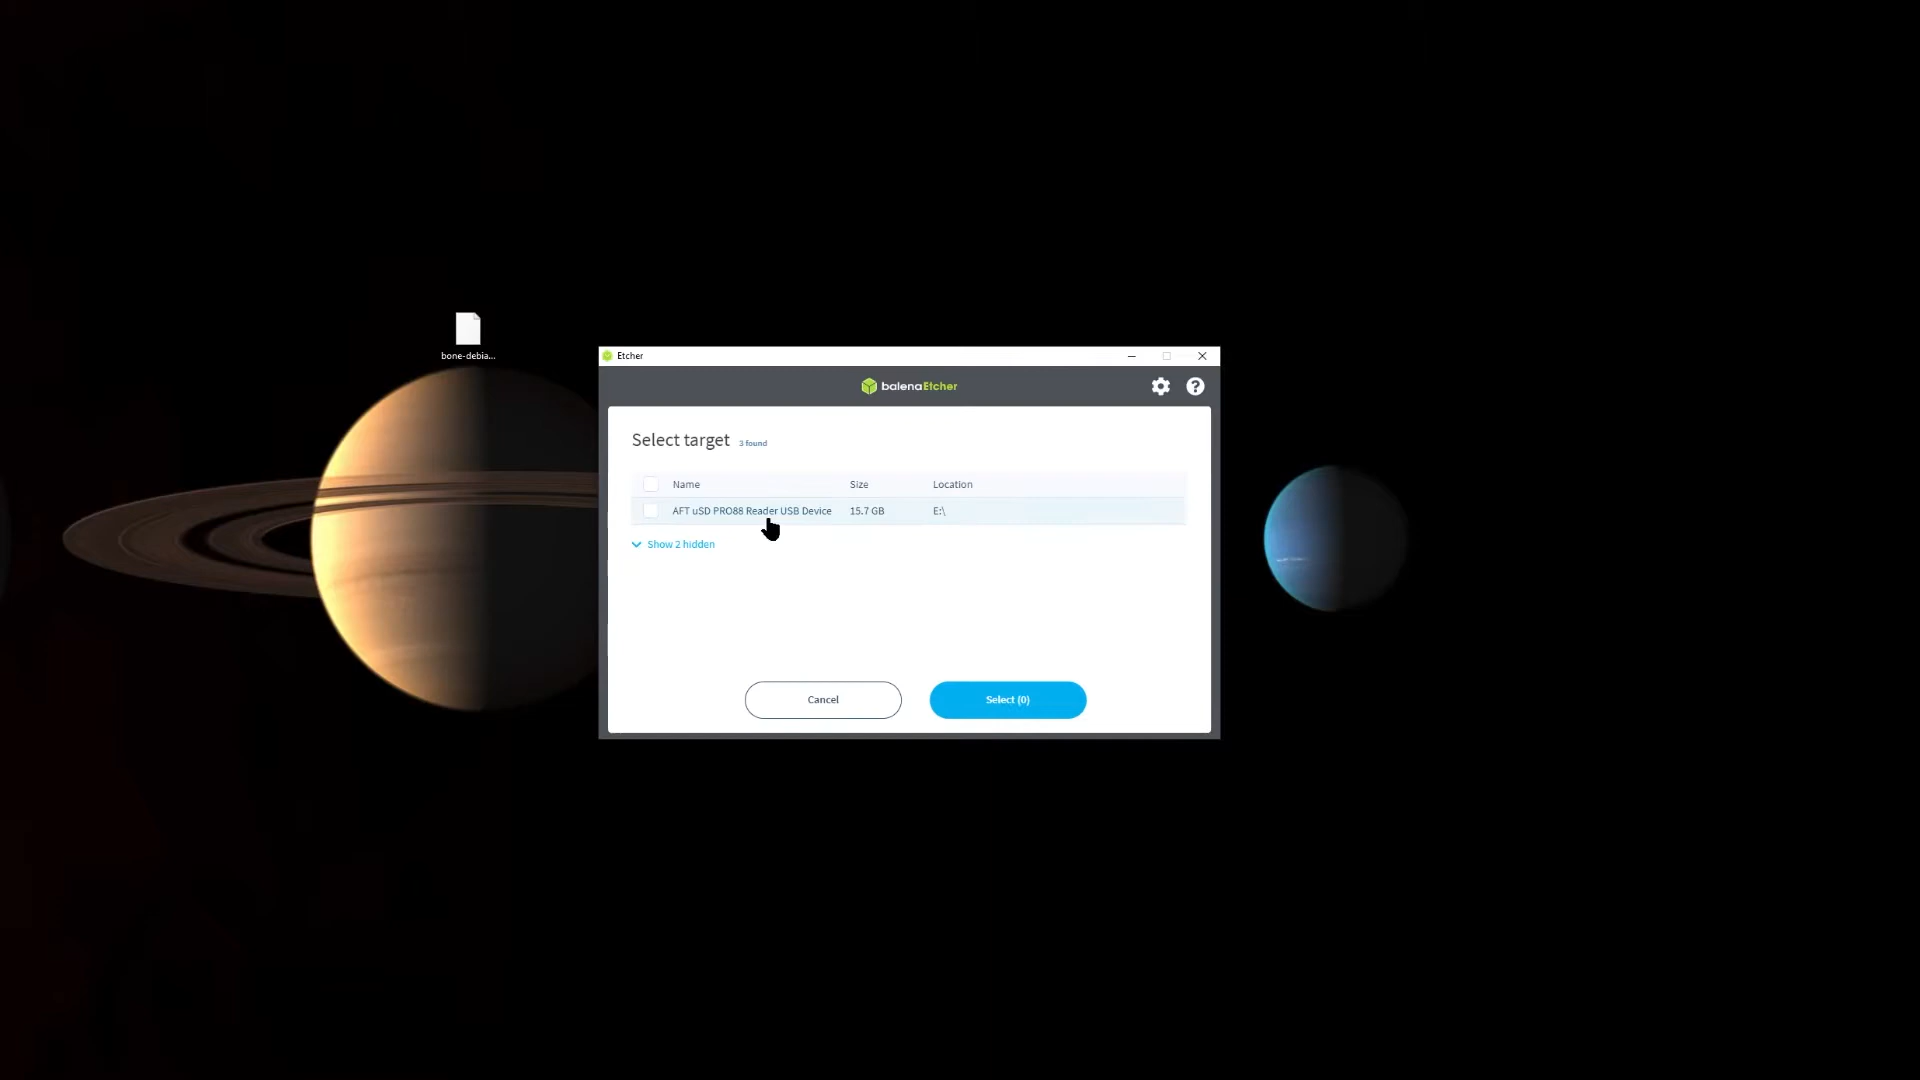 bone-debia...
Etcher
balenaEtcher
Select target 3 found
Name Size Location
AFT uSD PRO88 Reader USB Device 15.7 GB E:\
Show 2 hidden
Cancel Select (0)